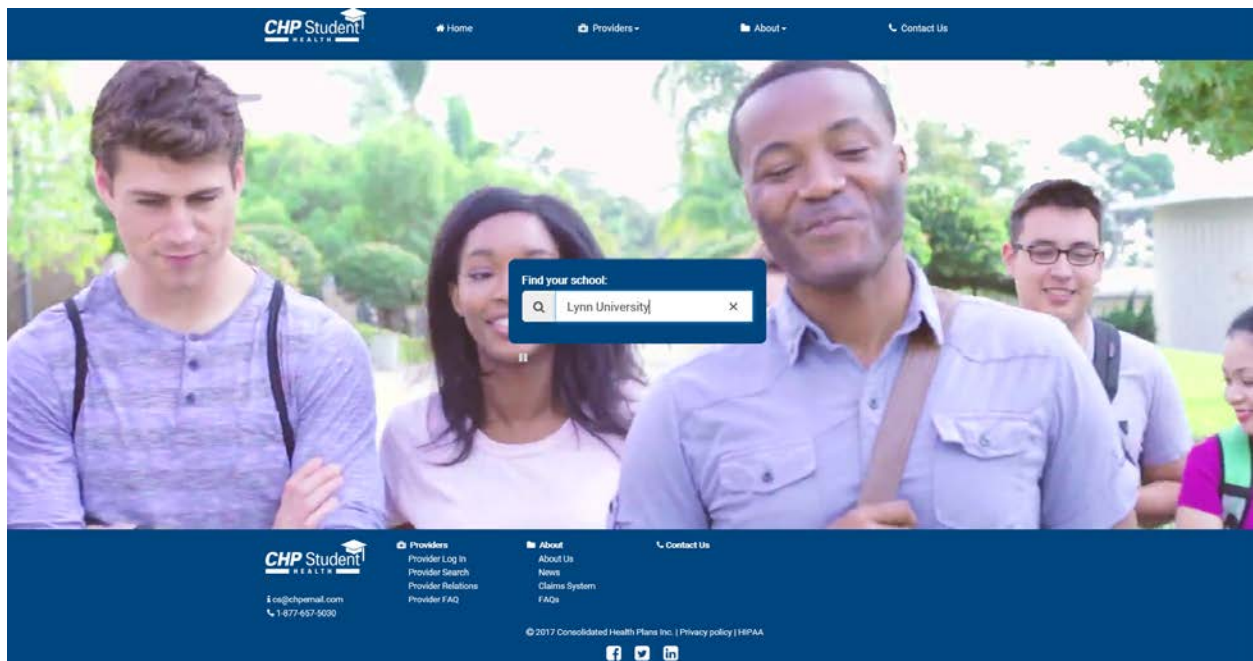 CHP Student
HEALTH
Home
Providers
About
Contact Us
Find your school:
Lynn University
CHP Student
HEALTH
cs@chpemail.com
1-877-657-5030
Providers
Provider Log In
Provider Search
Provider Relations
Provider FAQ
About
About Us
News
Claims System
FAQs
Contact Us
© 2017 Consolidated Health Plans Inc. | Privacy policy | HIPAA